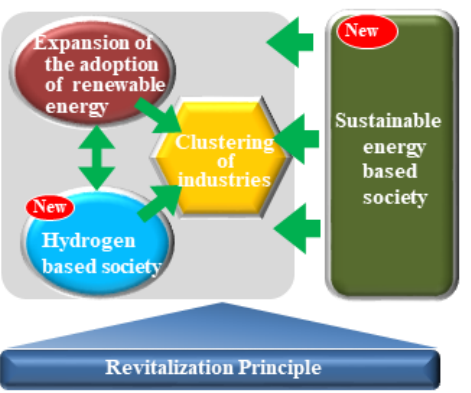 Expansion of
the adoption
of renewable
energy
New
Sustainable
energy
based
society
Clustering
of
industries
New
Hydrogen
based society
Revitalization Principle